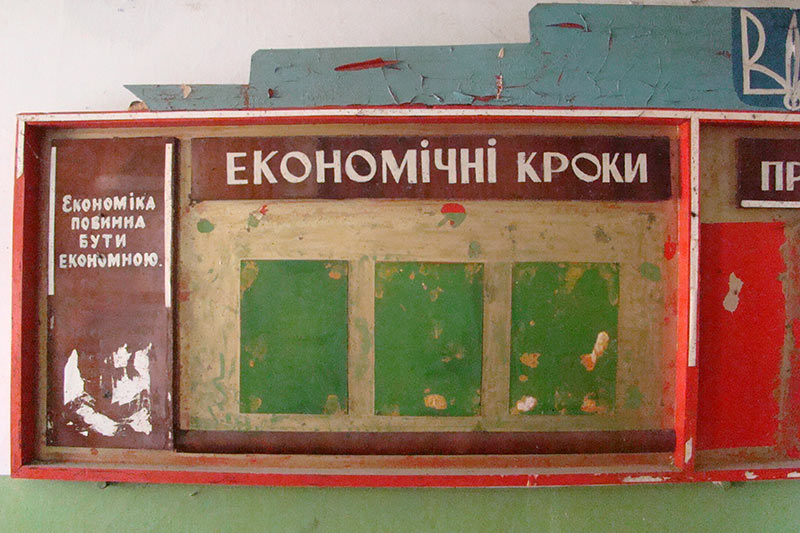 ЕКОНОМІЧНІ КРОКИ
ЕКОНОМІКА
ПОВИННА
БУТИ
ЕКОНОМНОЮ.
ПР